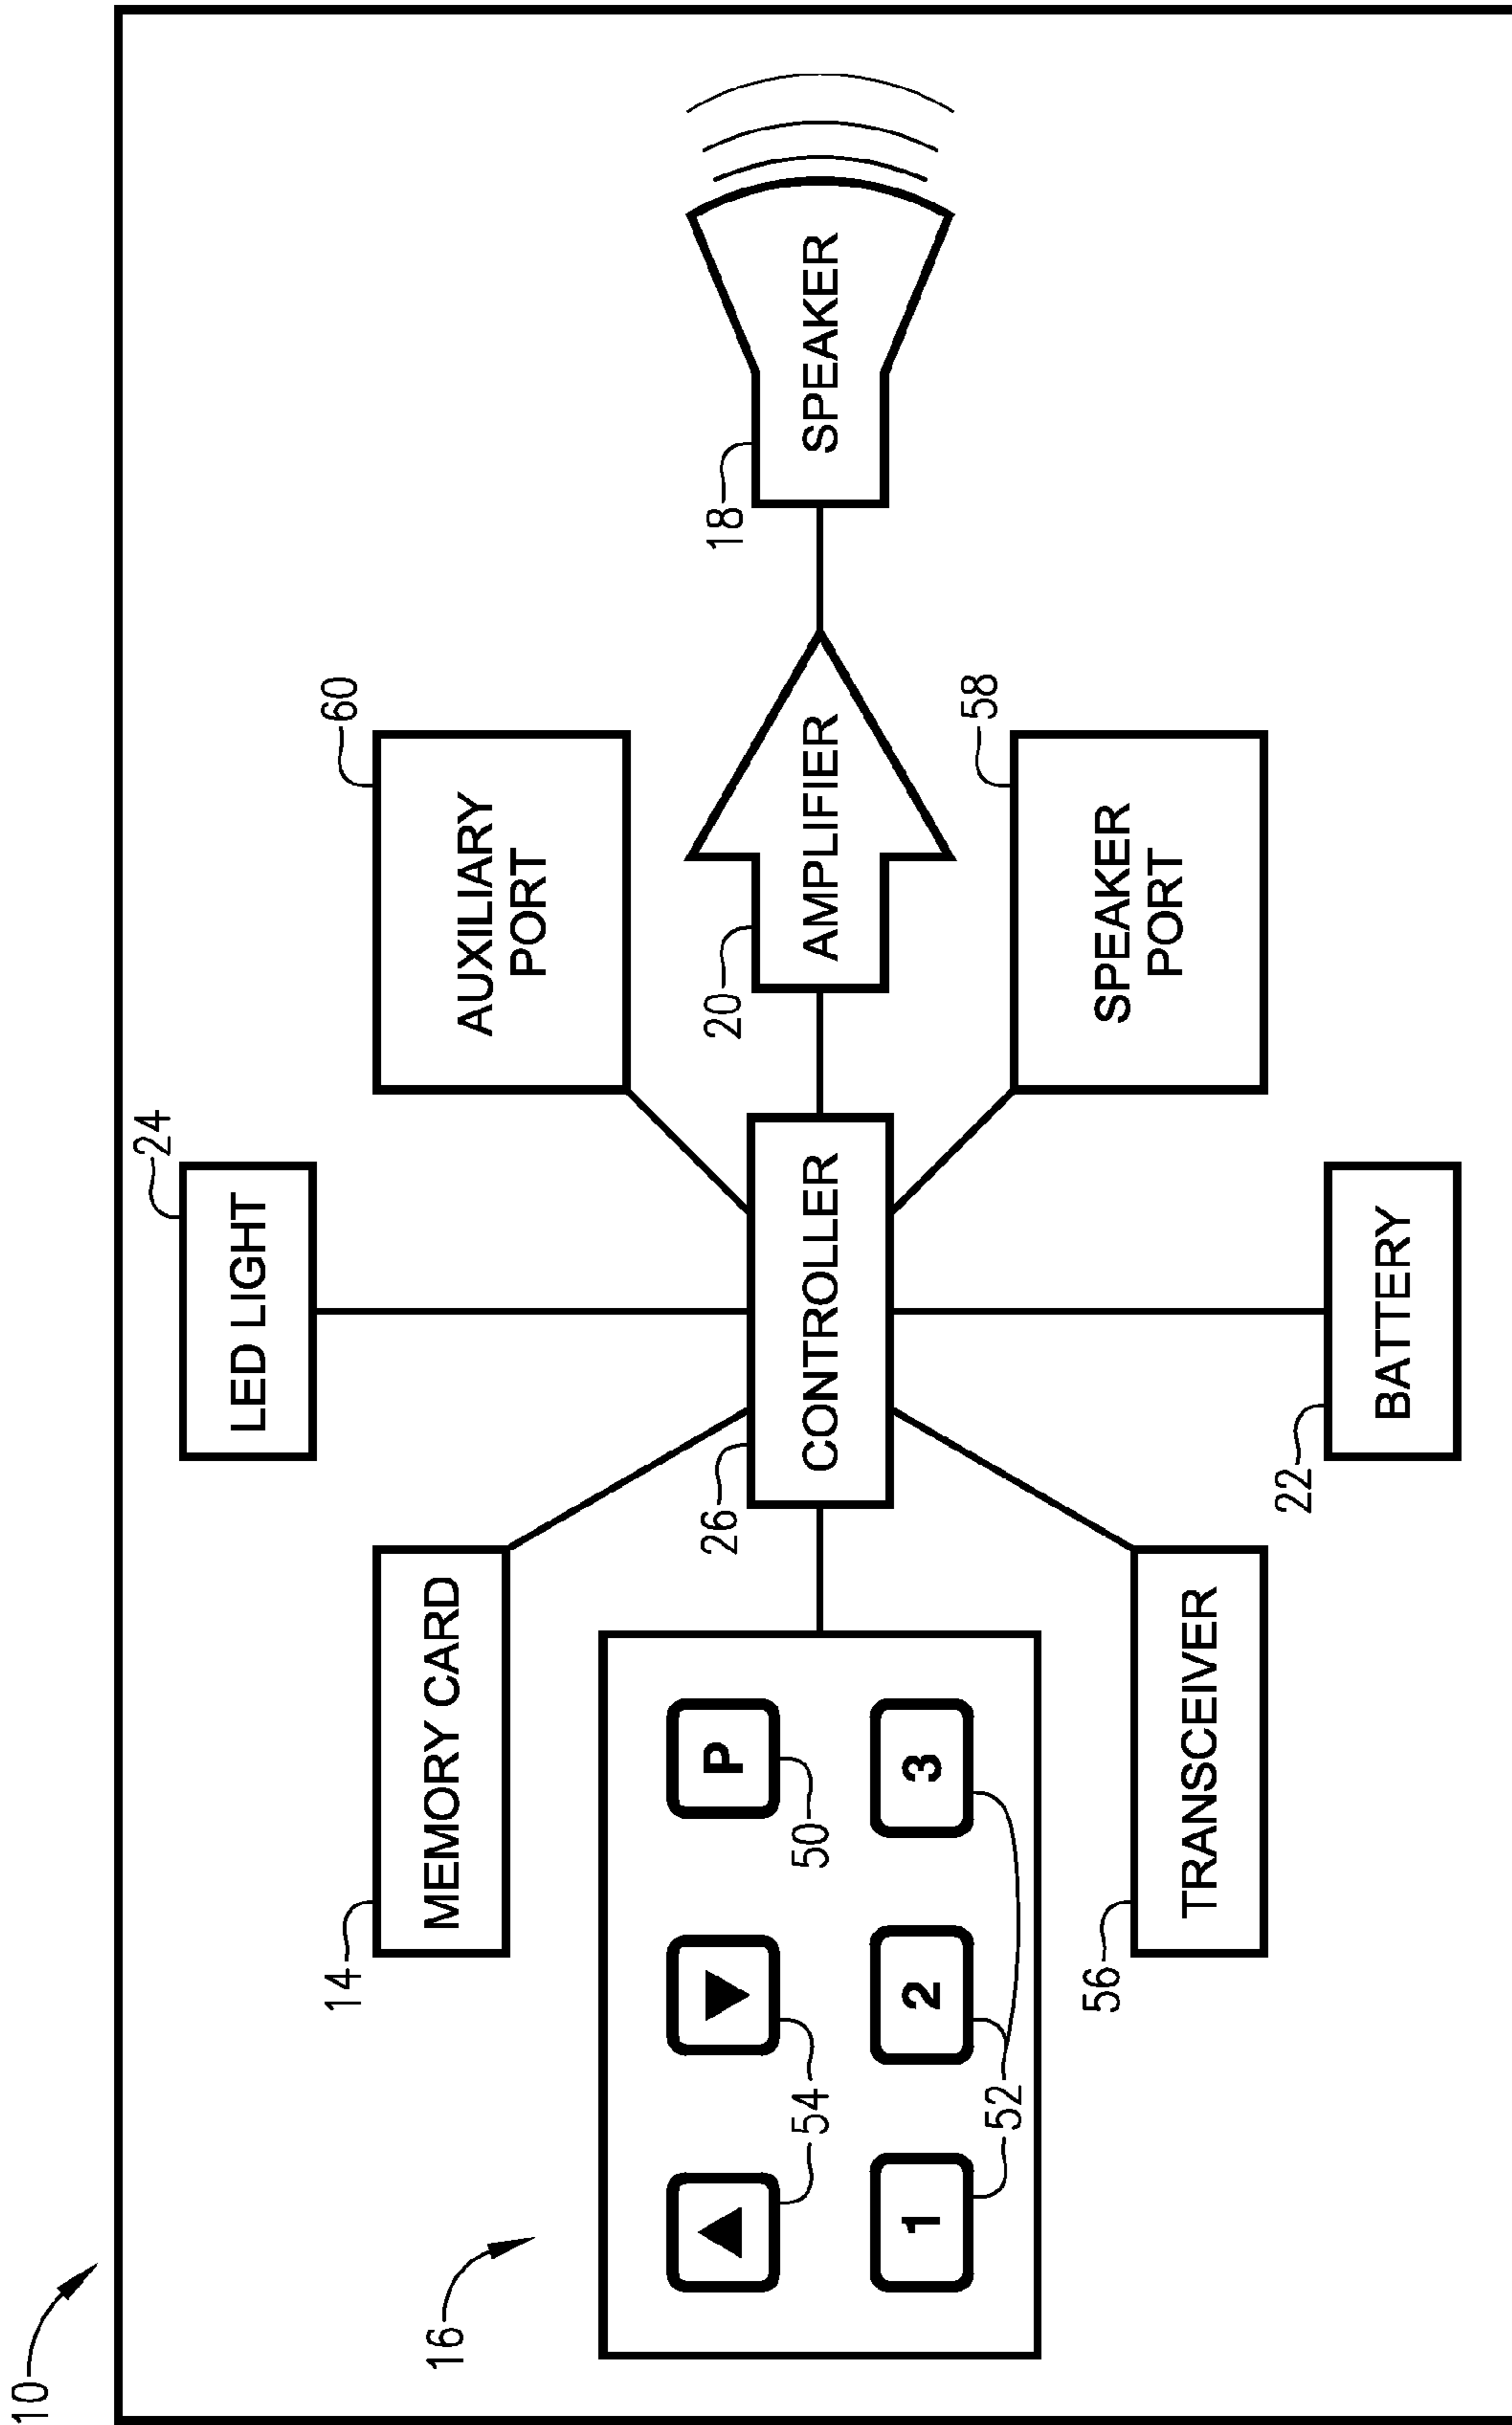 10
24
LED LIGHT
14
MEMORY CARD
60
AUXILIARY
PORT
16
54
P
50
1
2
3
52
26
CONTROLLER
20
AMPLIFIER
18
SPEAKER
56
TRANSCEIVER
58
SPEAKER
PORT
22
BATTERY